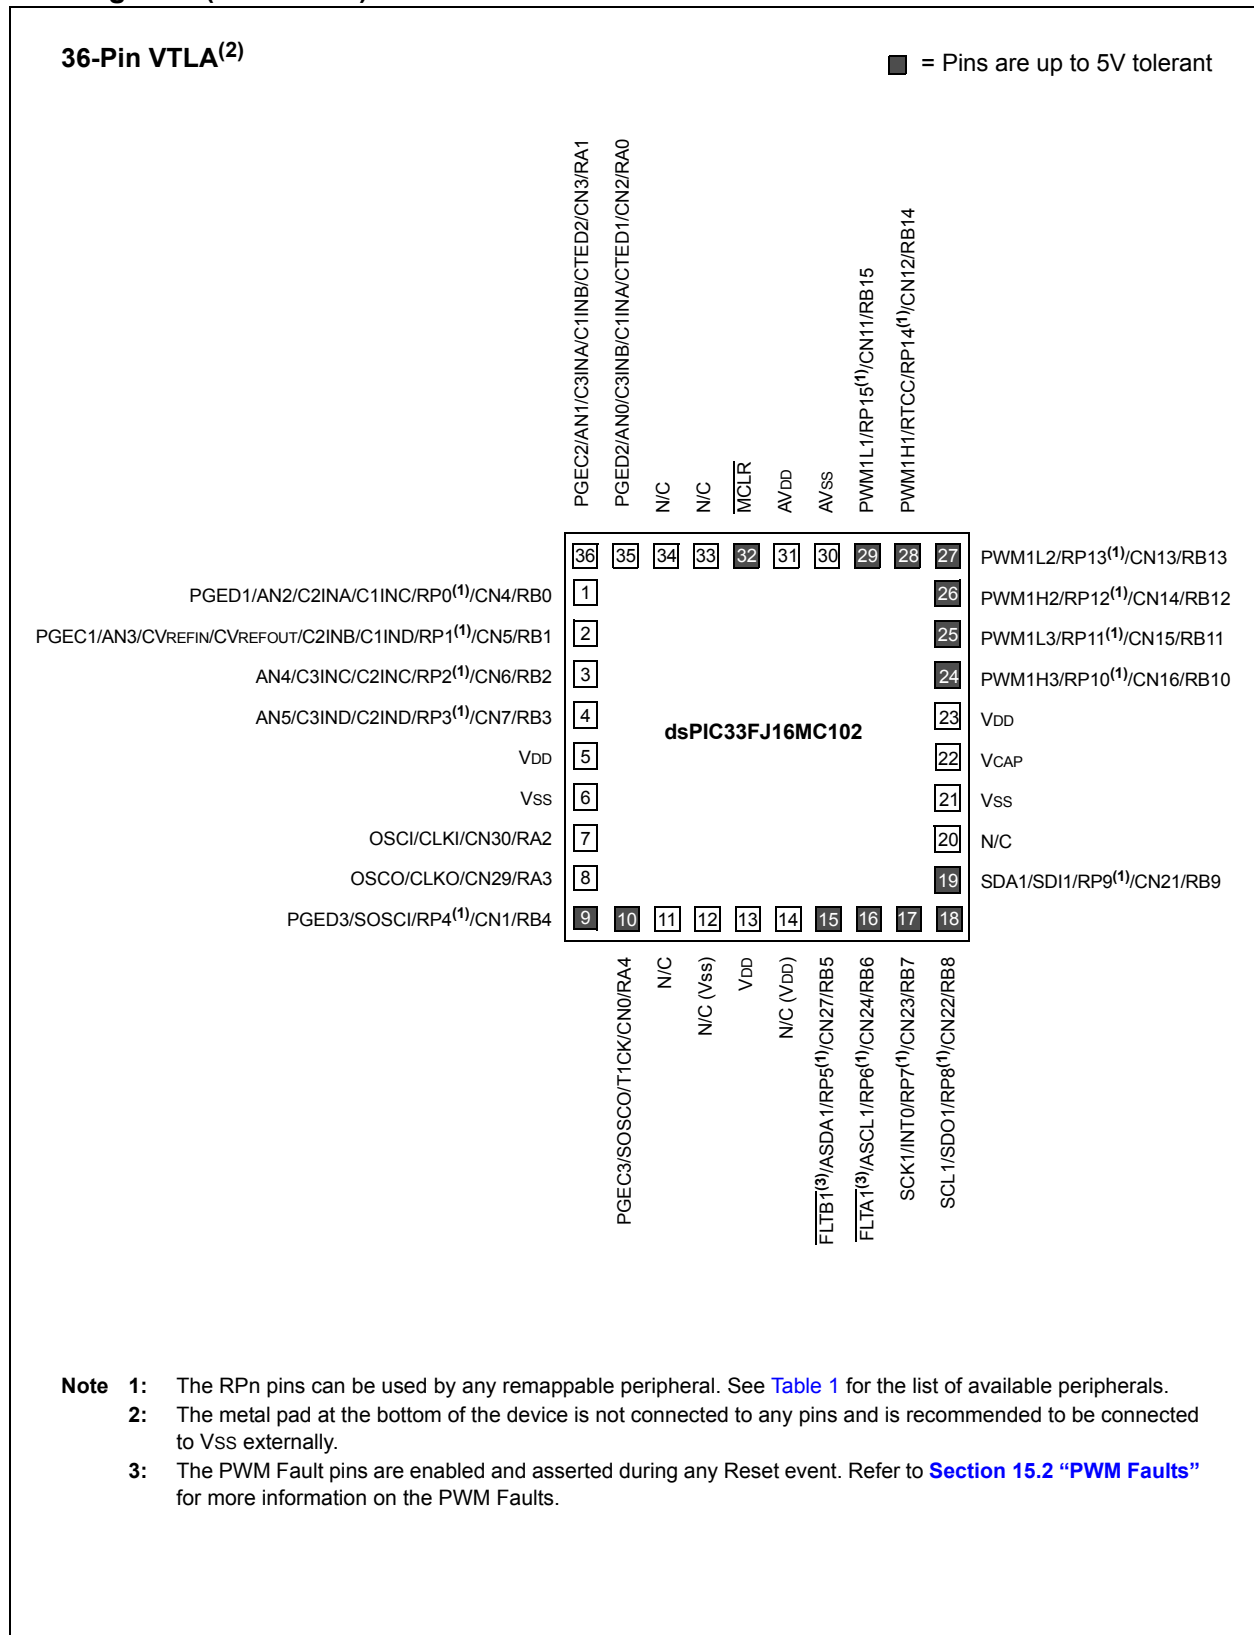 36-Pin VTLA(2)
= Pins are up to 5V tolerant
PGEC2/AN1/C3INA/C1INB/CTED2/CN3/RA1
PGED2/AN0/C3INB/C1INA/CTED1/CN2/RA0
N/C
N/C
MCLR
AVDD
AVSS
PWM1L1/RP15(1)/CN11/RB15
PWM1H1/RTCC/RP14(1)/CN12/RB14
36 35 34 33 32 31 30 29 28 27 PWM1L2/RP13(1)/CN13/RB13
PGED1/AN2/C2INA/C1INC/RP0(1)/CN4/RB0 1
26 PWM1H2/RP12(1)/CN14/RB12
PGEC1/AN3/CVREFIN/CVREFOUT/C2INB/C1IND/RP1(1)/CN5/RB1 2
25 PWM1L3/RP11(1)/CN15/RB11
AN4/C3INC/C2INC/RP2(1)/CN6/RB2 3
24 PWM1H3/RP10(1)/CN16/RB10
AN5/C3IND/C2IND/RP3(1)/CN7/RB3 4
23 VDD
dsPIC33FJ16MC102
VDD 5
22 VCAP
VSS 6
21 VSS
OSCI/CLKI/CN30/RA2 7
20 N/C
OSCO/CLKO/CN29/RA3 8
19 SDA1/SDI1/RP9(1)/CN21/RB9
PGED3/SOSCI/RP4(1)/CN1/RB4 9 10 11 12 13 14 15 16 17 18
PGEC3/SOSCO/T1CK/CN0/RA4
N/C
N/C (Vss)
VDD
N/C (VDD)
FLTB1(3)/ASDA1/RP5(1)/CN27/RB5
FLTA1(3)/ASCL1/RP6(1)/CN24/RB6
SCK1/INT0/RP7(1)/CN23/RB7
SCL1/SDO1/RP8(1)/CN22/RB8
Note 1: The RPn pins can be used by any remappable peripheral. See Table 1 for the list of available peripherals.
2: The metal pad at the bottom of the device is not connected to any pins and is recommended to be connected
to VSS externally.
3: The PWM Fault pins are enabled and asserted during any Reset event. Refer to Section 15.2 “PWM Faults”
for more information on the PWM Faults.